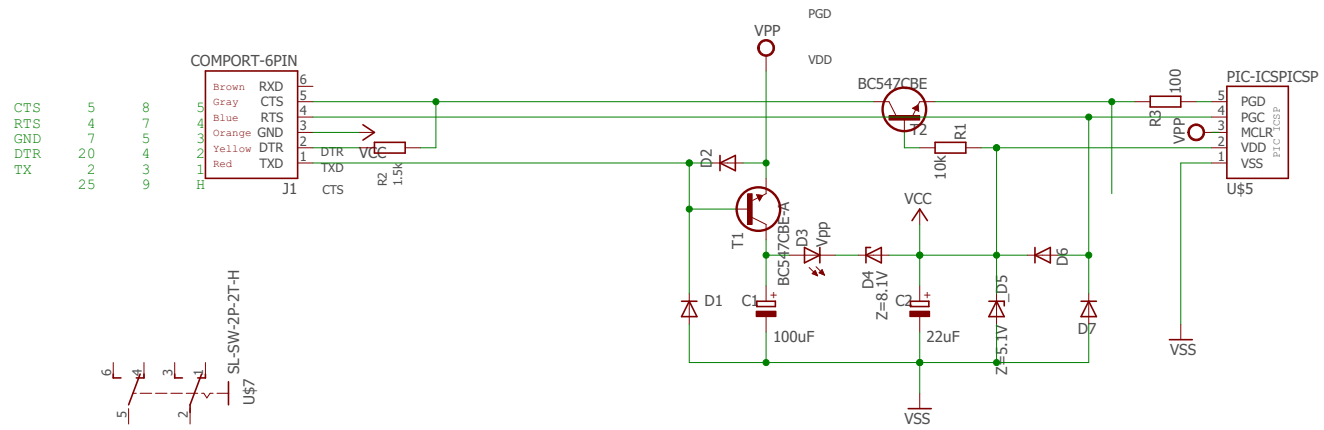 PGD
VPP
VDD
COMPORT-6PIN
BC547CBE
PIC-ICSPICSP
Brown RXD 6
Gray CTS 5
Blue RTS 4
Orange GND 3
Yellow DTR 2
Red TXD 1
J1
CTS 5 8 5
RTS 4 7 4
GND 7 5 3
DTR 20 4 2
TX 2 3 1
25 9 H
VCC
DTR
TXD
CTS
R2
1.5k
D2
T2
R1
10k
R3
100
VPP
5 PGD
4 PGC
3 MCLR
2 VDD
1 VSS
PIC ICSP
U$5
T1
BC547CBE-A
D3
Vpp
D4
Z=8.1V
VCC
D5
Z=5.1V
D6
D7
D1
C1
+
100uF
C2
+
22uF
VSS
VSS
SL-SW-2P-2T-H
U$7
6
4
3
1
5
2